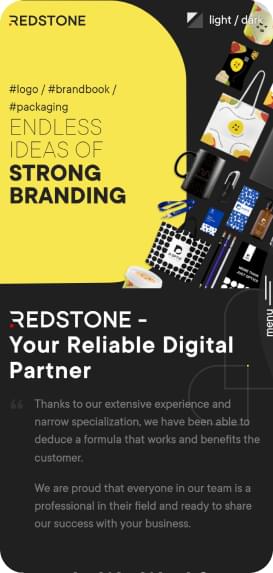 REDSTONE
light / dark
#logo / #brandbook /
#packaging
ENDLESS
IDEAS OF
STRONG
BRANDING
REDSTONE -
Your Reliable Digital
Partner
menu
Thanks to our extensive experience and
narrow specialization, we have been able to
deduce a formula that works and benefits the
customer.
We are proud that everyone in our team is a
professional in their field and ready to share
our success with your business.